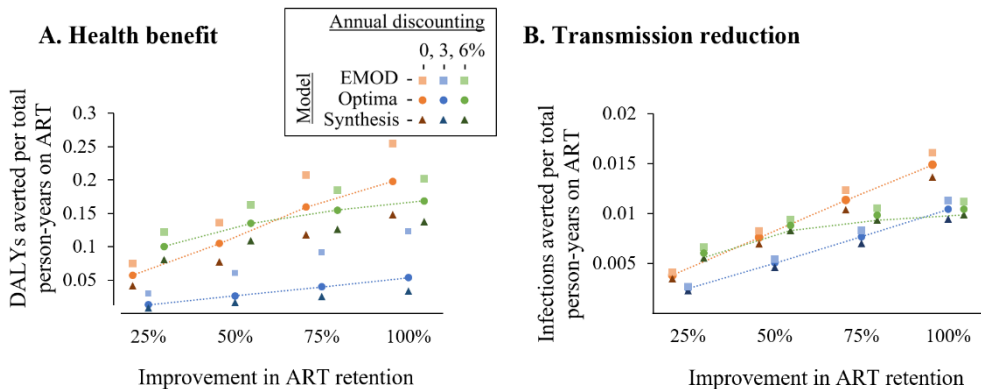 A. Health benefit
Annual discounting
0, 3, 6%
Model
EMOD -
Optima -
Synthesis -
DALYs averted per total
person-years on ART
0.3
0.25
0.2
0.15
0.1
0.05
25%
50%
75%
100%
Improvement in ART retention
B. Transmission reduction
Infections averted per total
person-years on ART
0.02
0.015
0.01
0.005
25%
50%
75%
100%
Improvement in ART retention